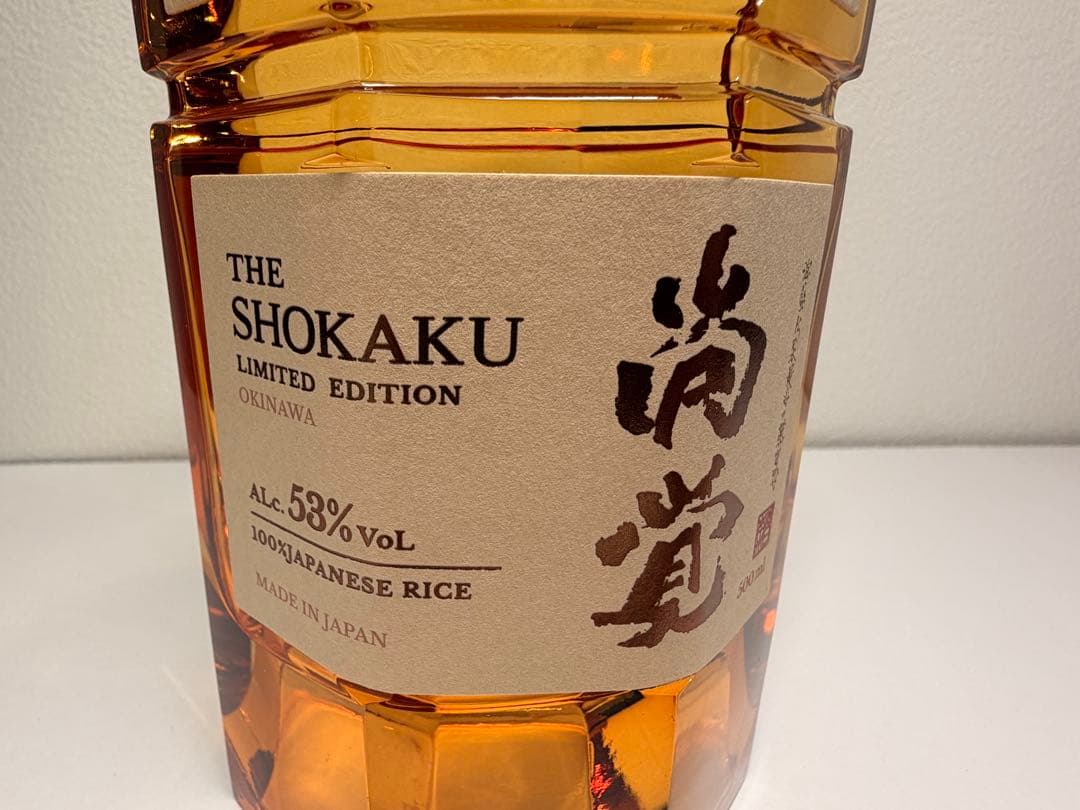 THE
SHOKAKU
LIMITED EDITION
OKINAWA
ALC. 53% VOL
100%JAPANESE RICE
MADE IN JAPAN
尚覚
500ml